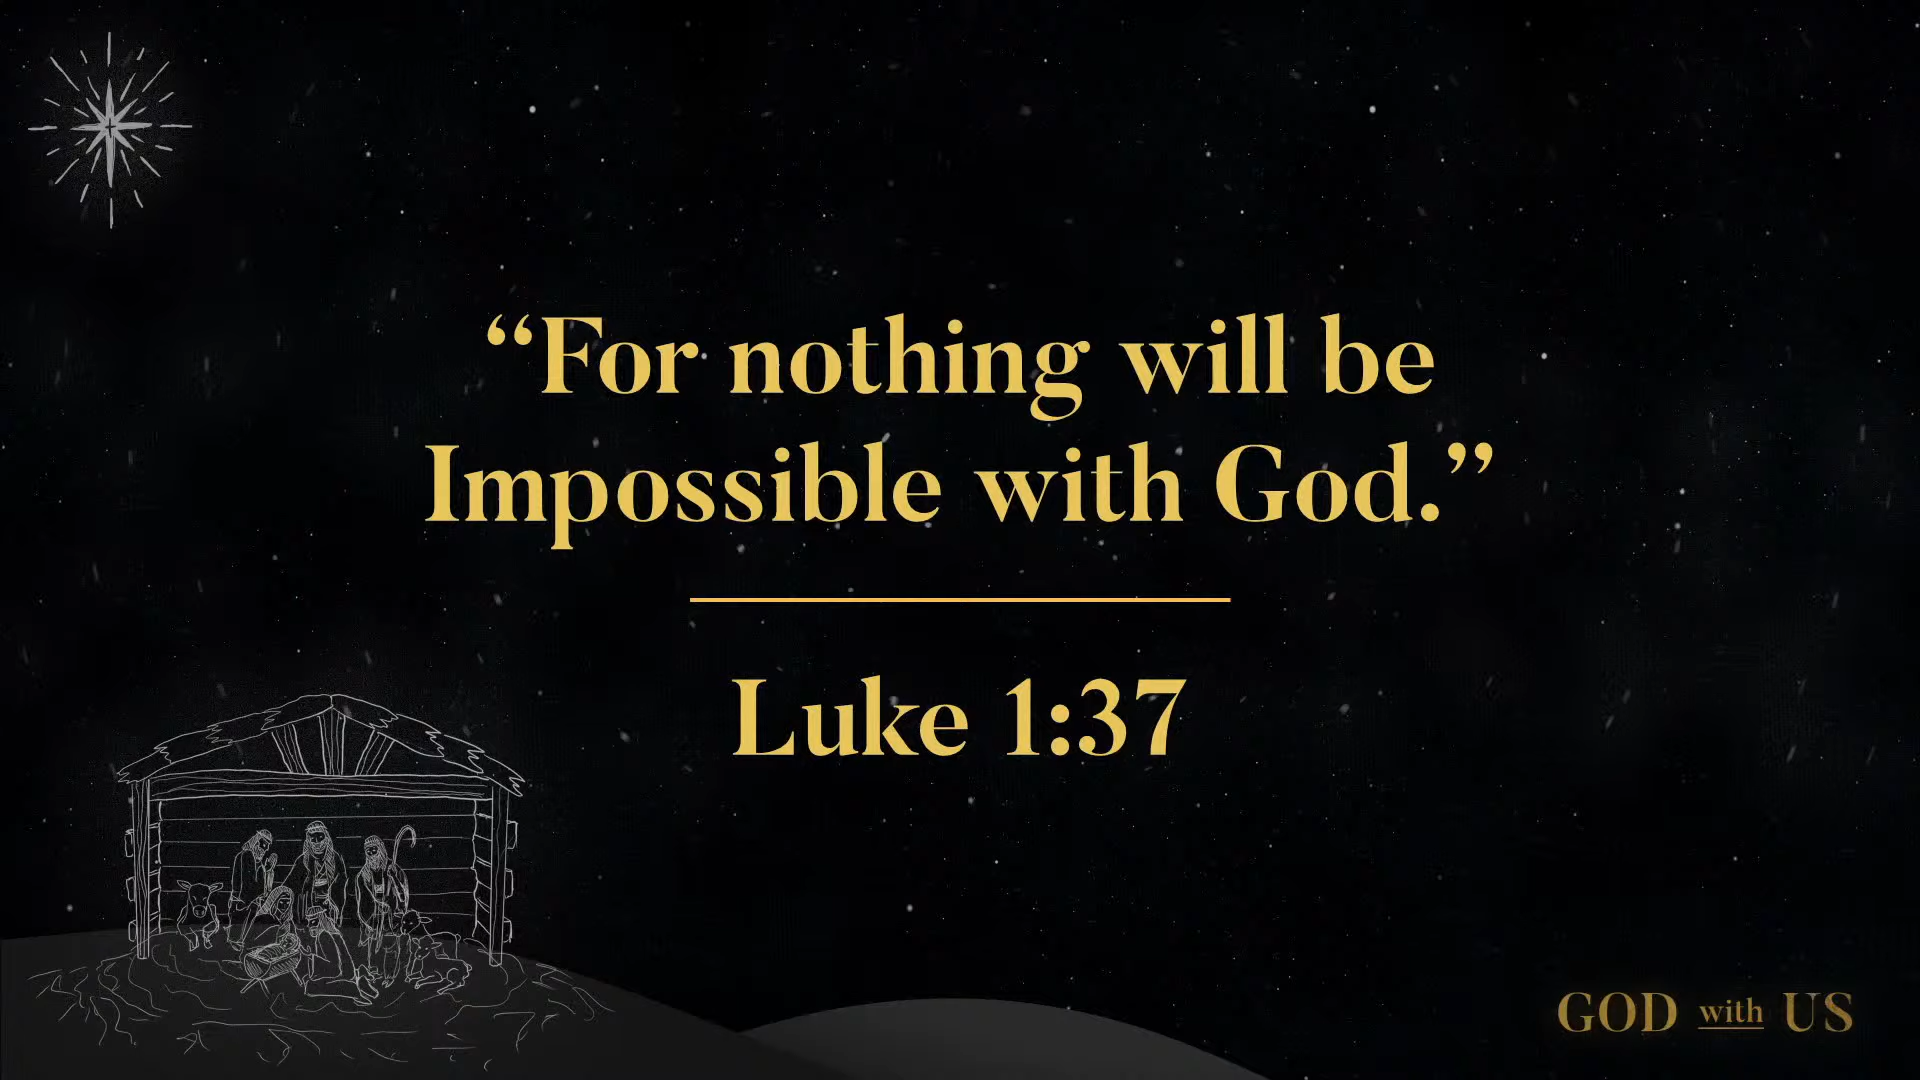 “For nothing will be
Impossible with God.”
Luke 1:37
GOD with US